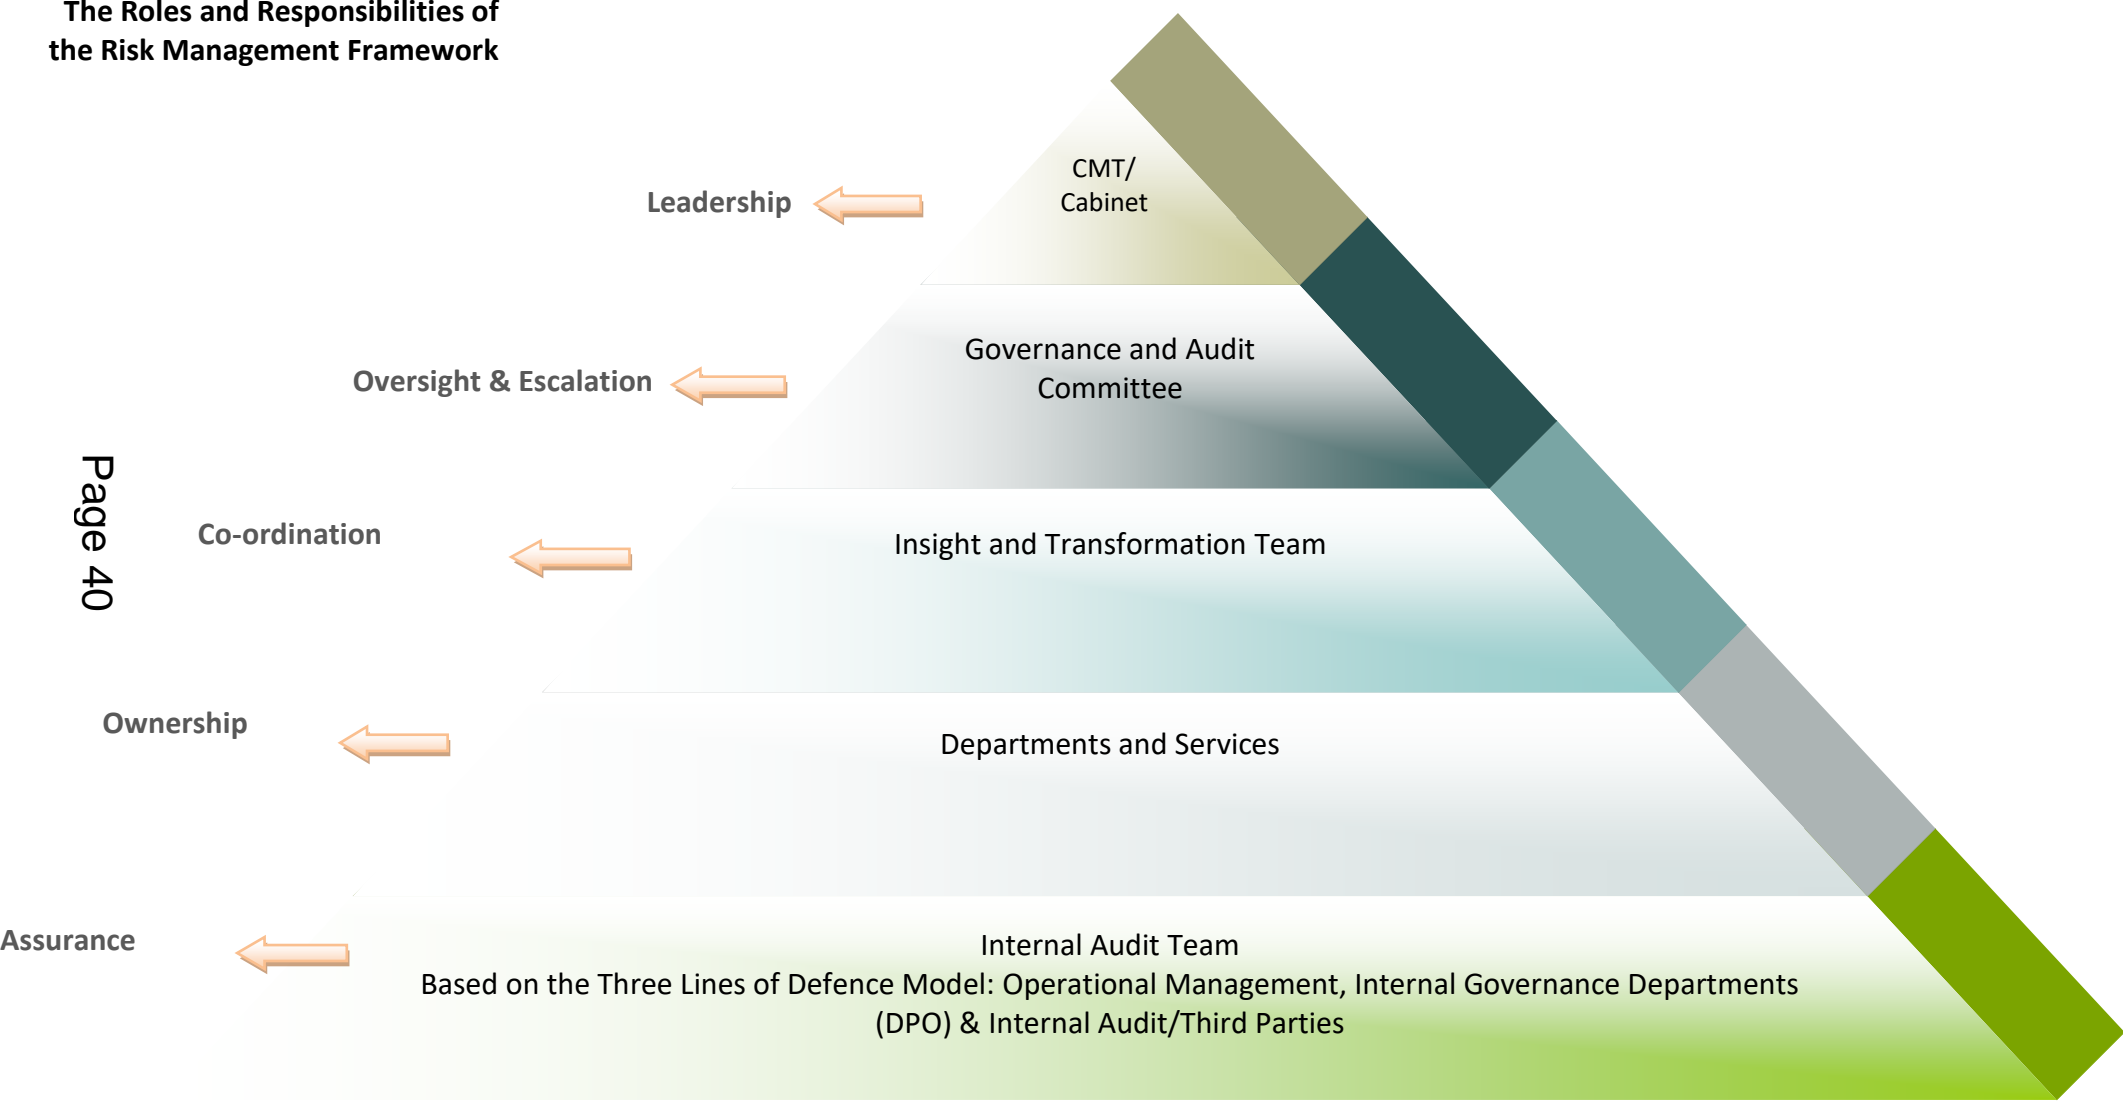 The Roles and Responsibilities of
the Risk Management Framework
CMT/
Cabinet
Leadership
Governance and Audit
Committee
Oversight & Escalation
Page 40
Co-ordination
Insight and Transformation Team
Ownership
Departments and Services
Assurance
Internal Audit Team
Based on the Three Lines of Defence Model: Operational Management, Internal Governance Departments
(DPO) & Internal Audit/Third Parties